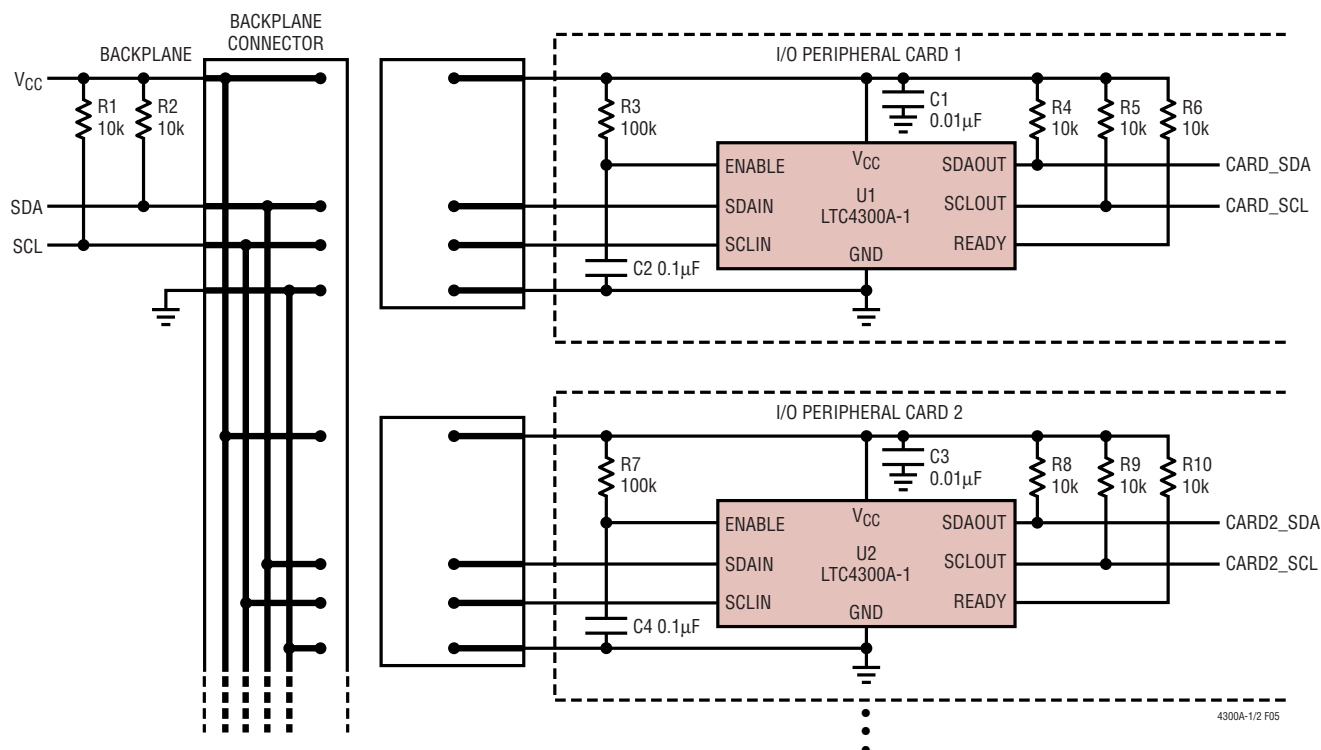 BACKPLANE
CONNECTOR
BACKPLANE
VCC
R1
10k
R2
10k
SDA
SCL
I/O PERIPHERAL CARD 1
R3
100k
C1
0.01µF
R4
10k
R5
10k
R6
10k
ENABLE
VCC
SDAOUT
CARD_SDA
SDAIN
U1
LTC4300A-1
SCLOUT
CARD_SCL
SCLIN
GND
READY
C2 0.1µF
I/O PERIPHERAL CARD 2
R7
100k
C3
0.01µF
R8
10k
R9
10k
R10
10k
ENABLE
VCC
SDAOUT
CARD2_SDA
SDAIN
U2
LTC4300A-1
SCLOUT
CARD2_SCL
SCLIN
GND
READY
C4 0.1µF
4300A-1/2 F05